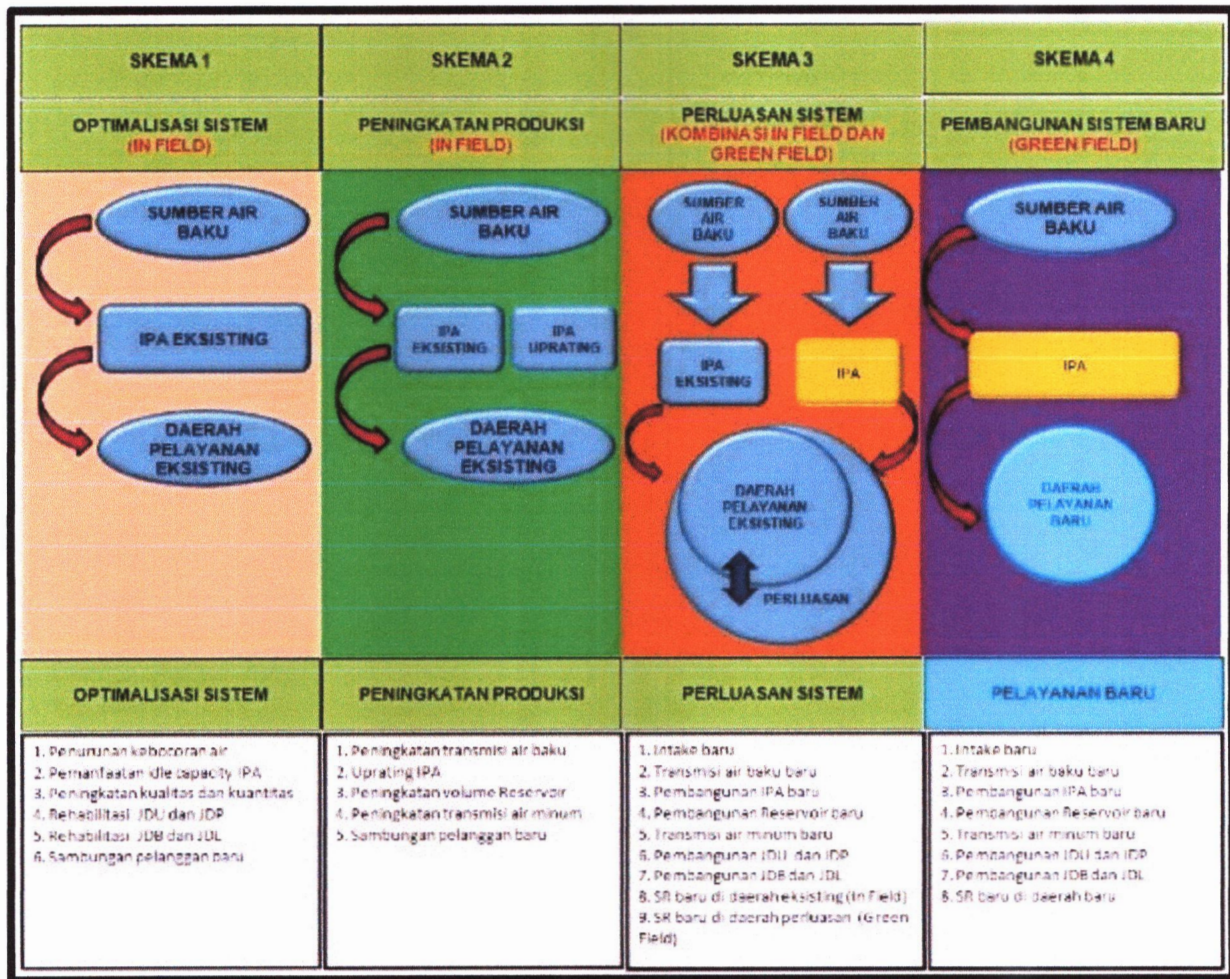 SKEMA 1
SKEMA 2
SKEMA 3
SKEMA 4
OPTIMALISASI SISTEM
(IN FIELD)
PENINGKATAN PRODUKSI
(IN FIELD)
PERLUASAN SISTEM
(KOMBINASI IN FIELD DAN
GREEN FIELD)
PEMBANGUNAN SISTEM BARU
(GREEN FIELD)
SUMBER AIR
BAKU
IPA EKSISTING
DAERAH
PELAYANAN
EKSISTING
SUMBER AIR
BAKU
IPA
EKSISTING
IPA
UPRATING
DAERAH
PELAYANAN
EKSISTING
SUMBER
AIR
BAKU
SUMBER
AIR
BAKU
IPA
EKSISTING
IPA
DAERAH
PELAYANAN
EKSISTING
PERLUASAN
SUMBER AIR
BAKU
IPA
DAERAH
PELAYANAN
BARU
OPTIMALISASI SISTEM
1. Penurunan kebocoran air
2. Pemanfaatan idle capacity IPA
3. Peningkatan kualitas dan kuantitas
4. Rehabilitasi JDU dan JDP
5. Rehabilitasi JDB dan JDL
6. Sambungan pelanggan baru
PENINGKATAN PRODUKSI
1. Peningkatan transmisi air baku
2. Uprating IPA
3. Peningkatan volume Reservoir
4. Peningkatan transmisi air minum
5. Sambungan pelanggan baru
PERLUASAN SISTEM
1. Intake baru
2. Transmisi air baku baru
3. Pembangunan IPA baru
4. Pembangunan Reservoir baru
5. Transmisi air minum baru
6. Pembangunan JDU dan JDP
7. Pembangunan JDB dan JDL
8. SR baru di daerah eksisting (In Field)
9. SR baru di daerah perluasan (Green
Field)
PELAYANAN BARU
1. Intake baru
2. Transmisi air baku baru
3. Pembangunan IPA baru
4. Pembangunan Reservoir baru
5. Transmisi air minum baru
6. Pembangunan JDU dan JDP
7. Pembangunan JDB dan JDL
8. SR baru di daerah baru